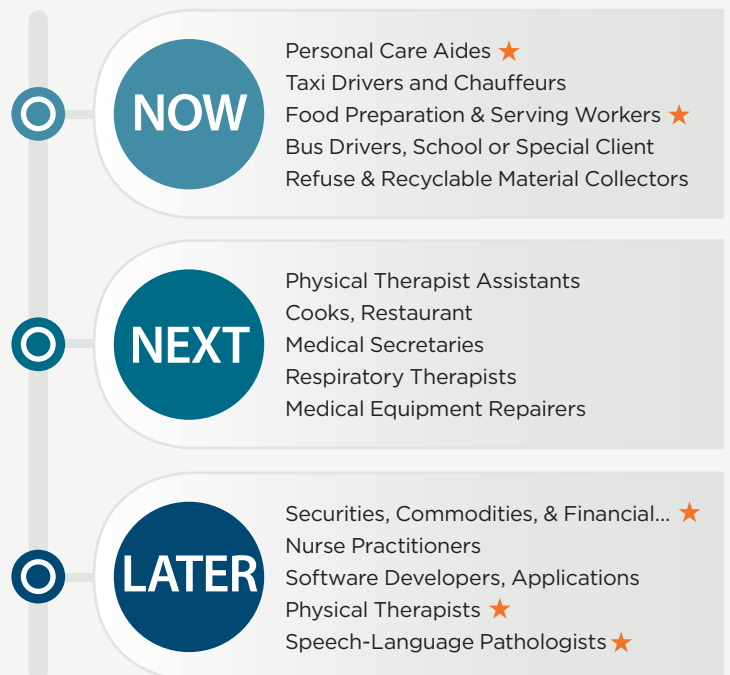 NOW
Personal Care Aides
Taxi Drivers and Chauffeurs
Food Preparation & Serving Workers
Bus Drivers, School or Special Client
Refuse & Recyclable Material Collectors
NEXT
Physical Therapist Assistants
Cooks, Restaurant
Medical Secretaries
Respiratory Therapists
Medical Equipment Repairers
LATER
Securities, Commodities, & Financial...
Nurse Practitioners
Software Developers, Applications
Physical Therapists
Speech-Language Pathologists